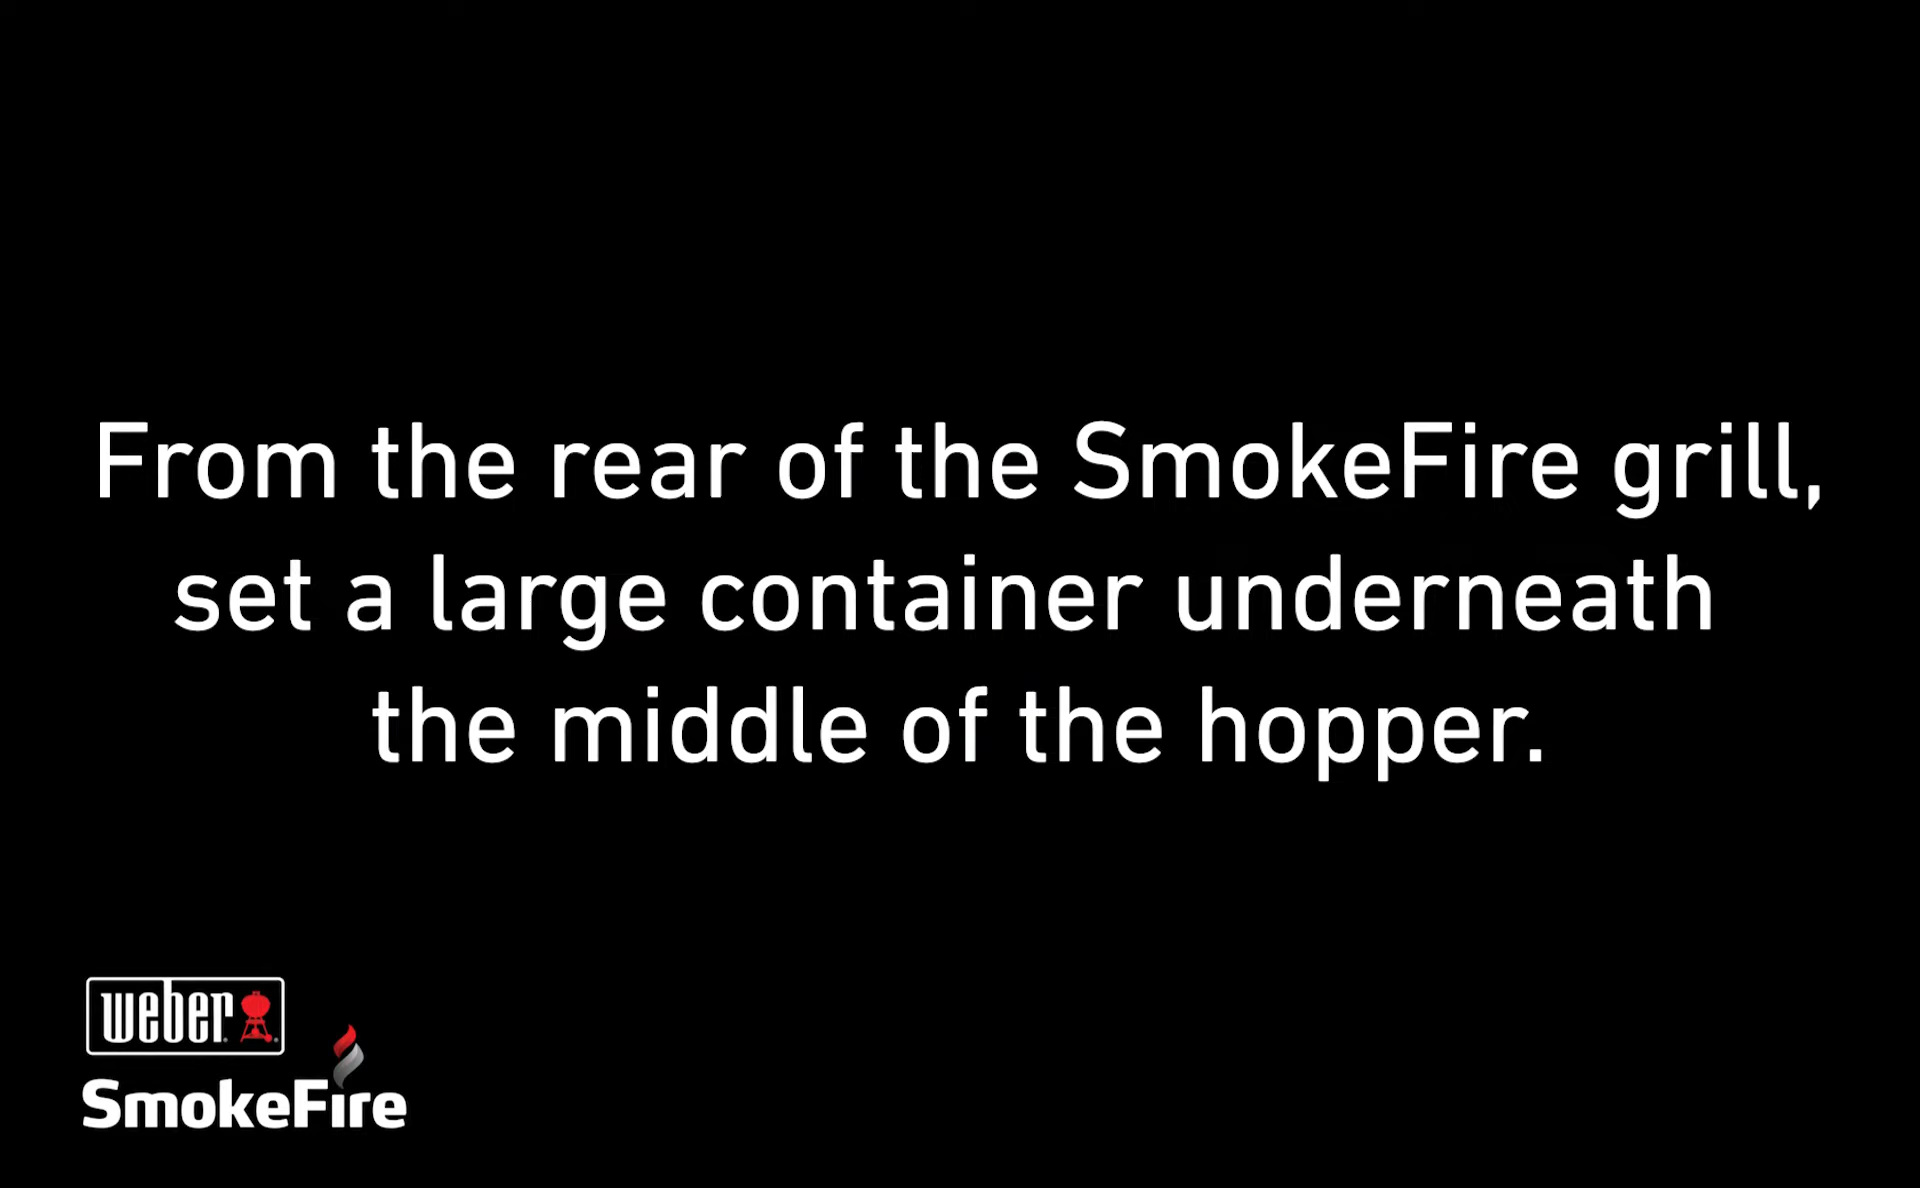 From the rear of the SmokeFire grill,
set a large container underneath
the middle of the hopper.
weber
SmokeFire